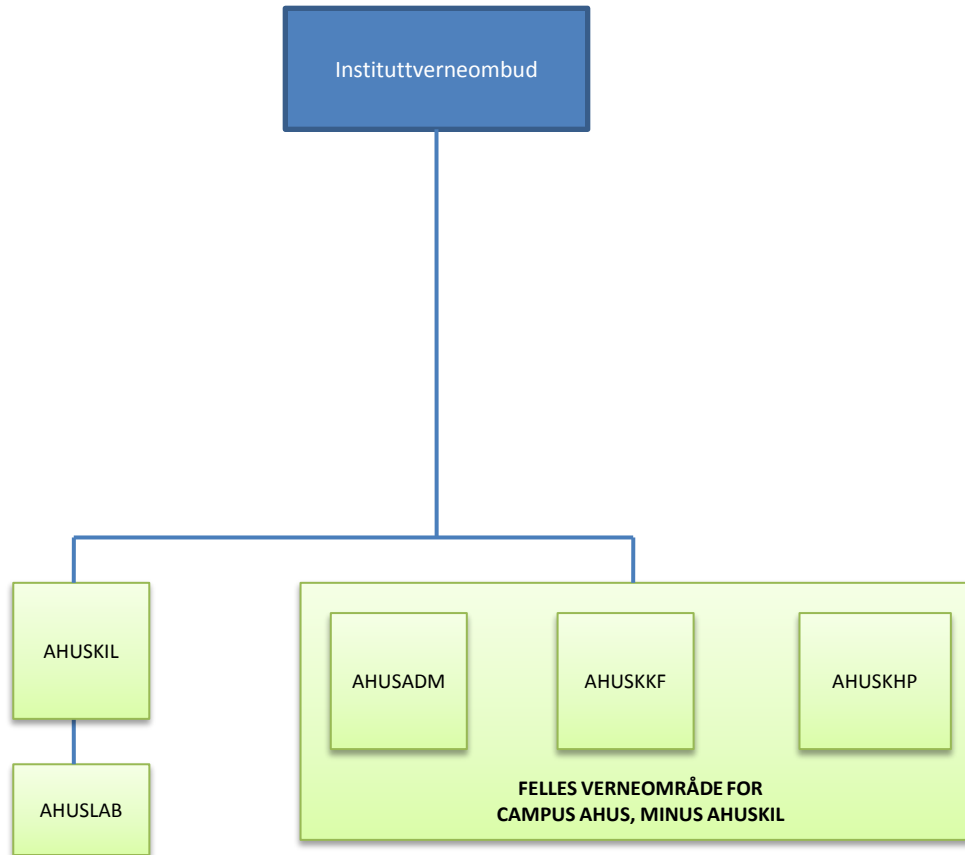 Instituttverneombud
AHUSKIL
AHUSADM
AHUSKKF
AHUSKHP
AHUSLAB
FELLES VERNEOMRÅDE FOR
CAMPUS AHUS, MINUS AHUSKIL